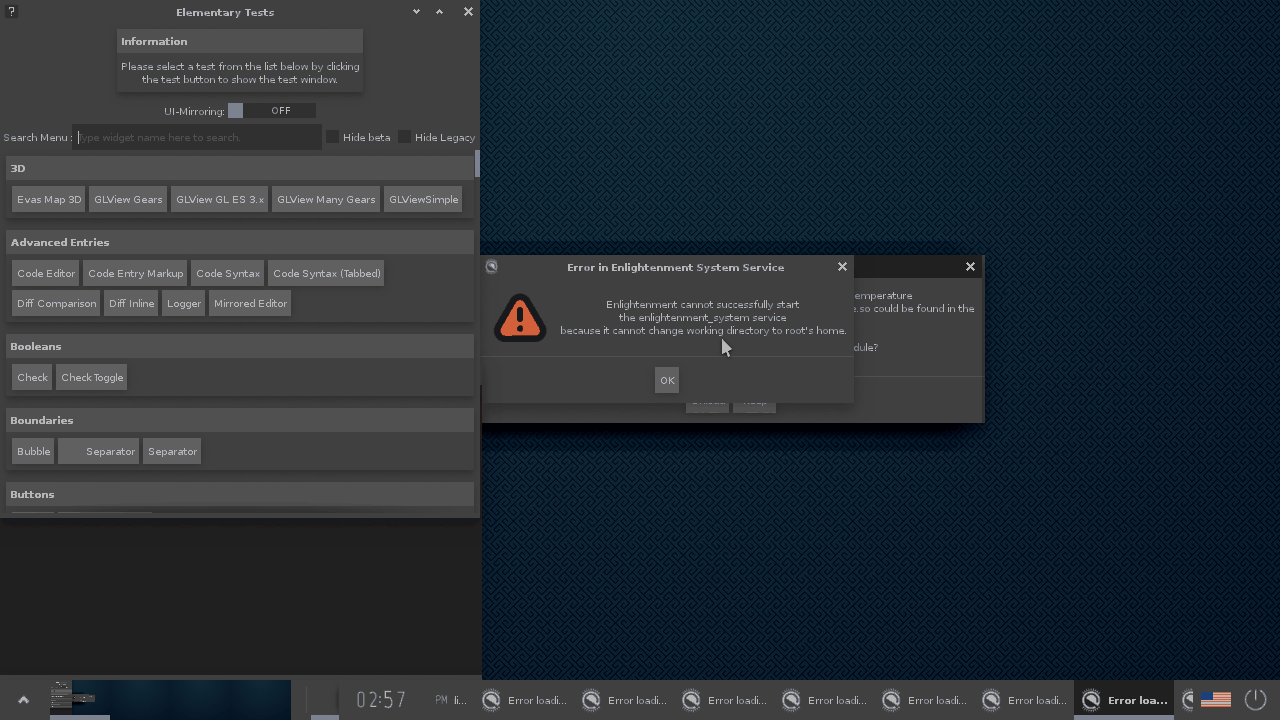 ?
Elementary Tests
Information
Please select a test from the list below by clicking
the test button to show the test window.
UI-Mirroring:
OFF
Search Menu :
Type widget name here to search.
Hide beta
Hide Legacy
3D
Evas Map 3D
GLView Gears
GLView GL ES 3.x
GLView Many Gears
GLViewSimple
Advanced Entries
Code Editor
Code Entry Markup
Code Syntax
Code Syntax (Tabbed)
Diff Comparison
Diff Inline
Logger
Mirrored Editor
Booleans
Check
Check Toggle
Boundaries
Bubble
Separator
Separator
Buttons
Error in Enlightenment System Service
Enlightenment cannot successfully start
the enlightenment_system service
because it cannot change working directory to root's home.
OK
emperature
e.so could be found in the
dule?
02:57
PM
li...
Error loadi...
Error loadi...
Error loadi...
Error loadi...
Error loadi...
Error loadi...
Error loa...